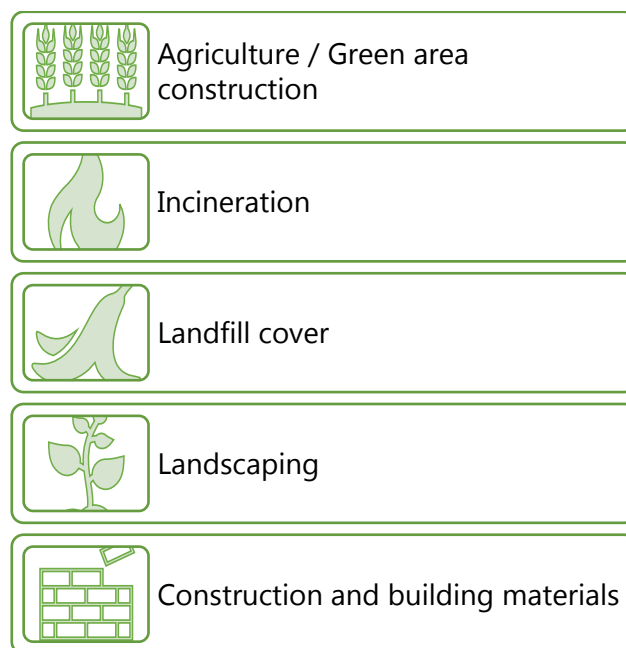 Agriculture / Green area
construction
Incineration
Landfill cover
Landscaping
Construction and building materials